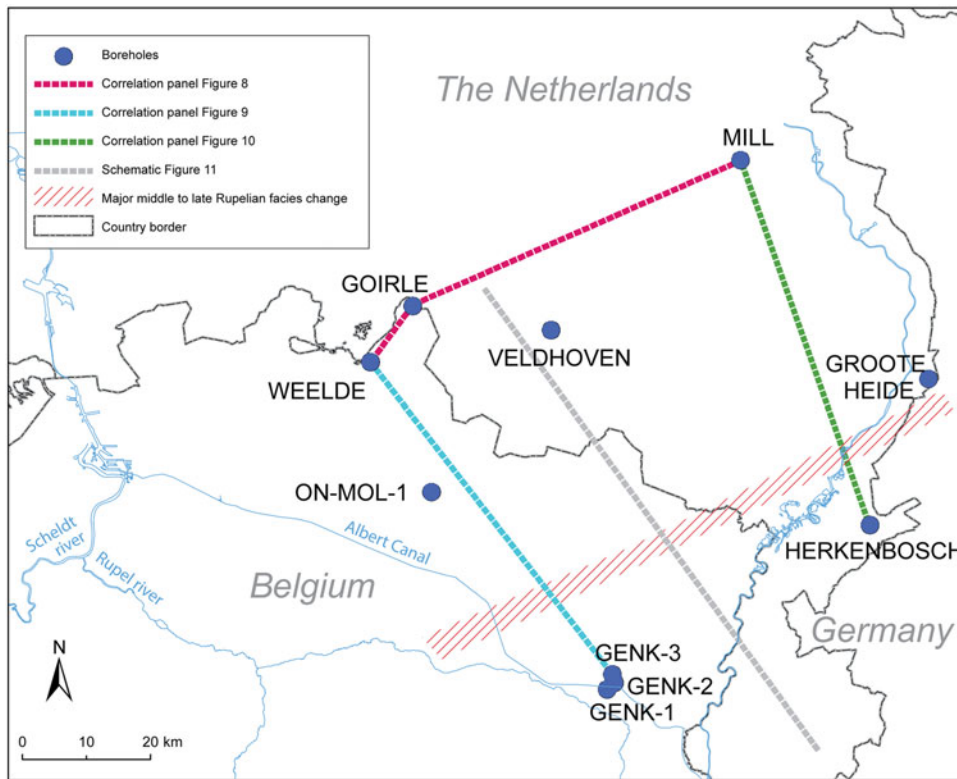 Boreholes
Correlation panel Figure 8
Correlation panel Figure 9
Correlation panel Figure 10
Schematic Figure 11
Major middle to late Rupelian facies change
Country border
The Netherlands
MILL
GOIRLE
VELDHOVEN
WEELDE
GROOTE
HEIDE
ON-MOL-1
Scheldt
river
Rupel river
Albert Canal
HERKENBOSCH
Belgium
Germany
GENK-3
GENK-2
GENK-1
N
0 10 20 km